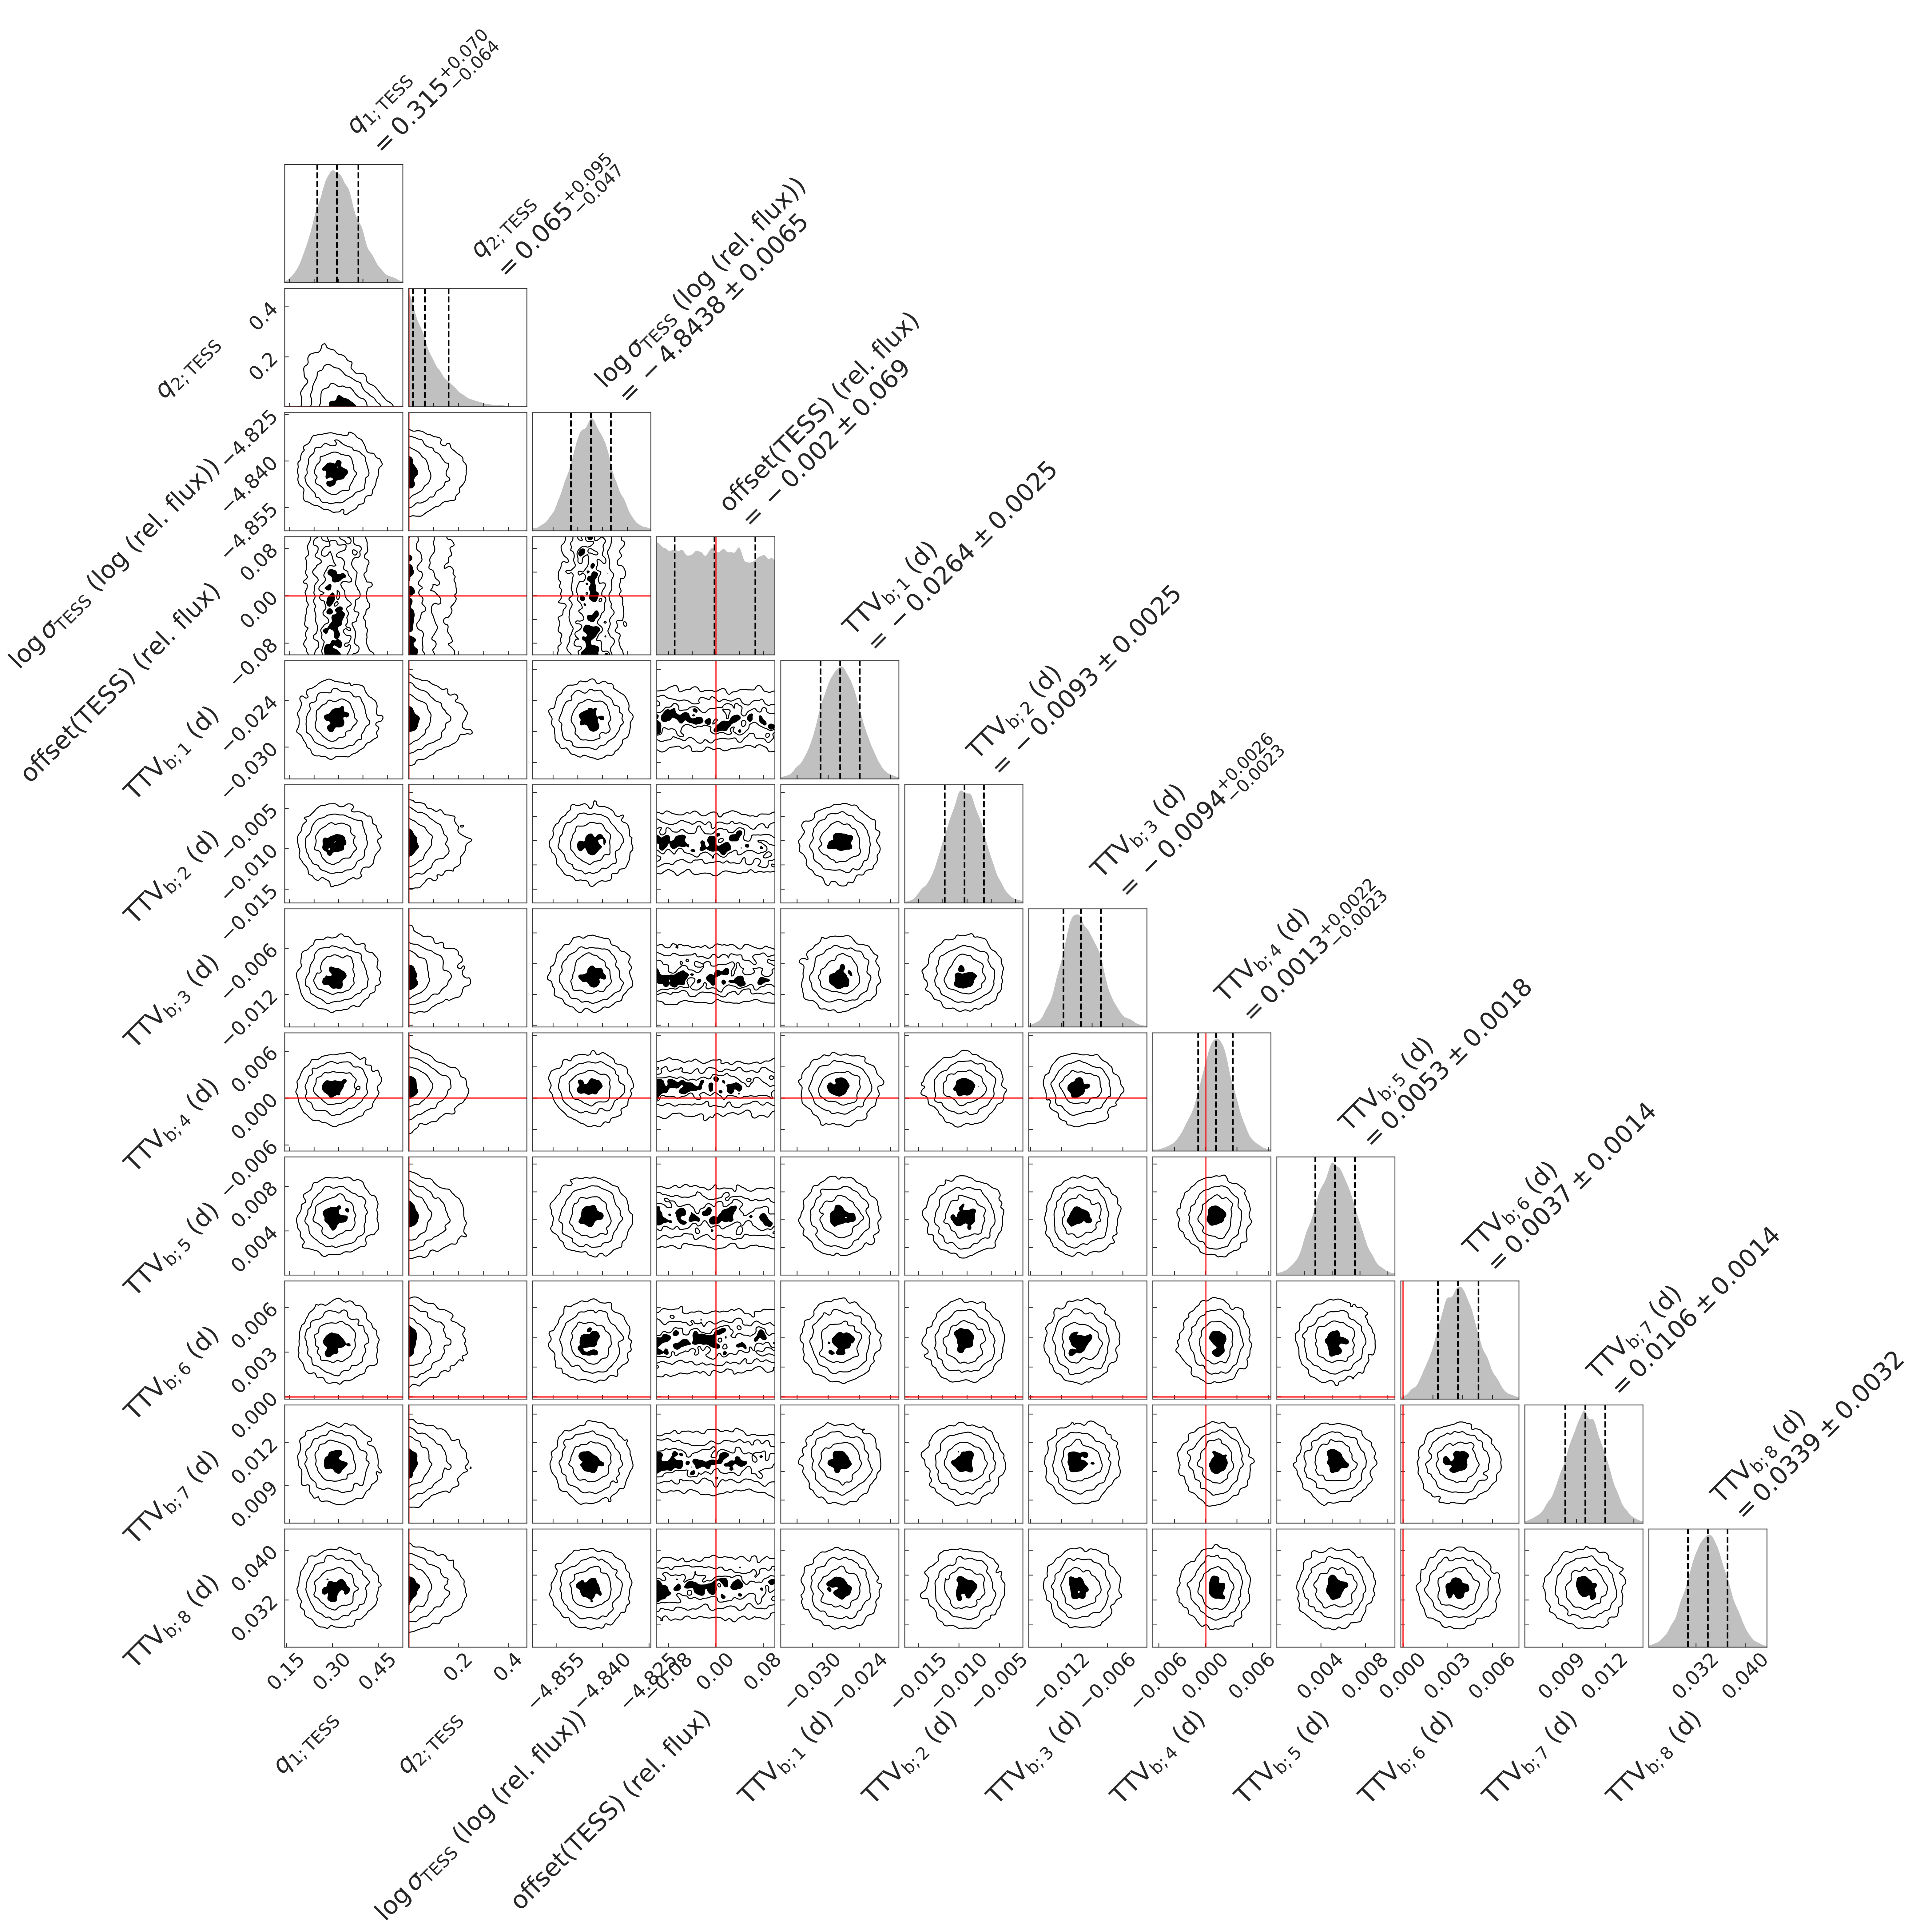 q1; TESS
= 0.315 +0.070 −0.064
q2; TESS
= 0.065 +0.095 −0.047
log σTESS (log (rel. flux))
= − 4.8438 ± 0.0065
offset(TESS) (rel. flux)
= − 0.002 ± 0.069
TTVb; 1 (d)
= − 0.0264 ± 0.0025
TTVb; 2 (d)
= − 0.0093 ± 0.0025
TTVb; 3 (d)
= − 0.0094 +0.0026 −0.0023
TTVb; 4 (d)
= 0.0013 +0.0022 −0.0023
TTVb; 5 (d)
= 0.0053 ± 0.0018
TTVb; 6 (d)
= 0.0037 ± 0.0014
TTVb; 7 (d)
= 0.0106 ± 0.0014
TTVb;8 (d)
= 0.0339 ± 0.0032
q2; TESS
0.4
0.2
log σTESS (log (rel. flux))
−4.825
−4.840
−4.855
offset(TESS) (rel. flux)
0.08
0.00
−0.08
TTVb; 1 (d)
−0.024
−0.030
TTVb; 2 (d)
−0.005
−0.010
−0.015
TTVb; 3 (d)
−0.006
−0.012
TTVb; 4 (d)
0.006
0.000
−0.006
TTVb; 5 (d)
0.008
0.004
TTVb; 6 (d)
0.006
0.003
0.000
TTVb; 7 (d)
0.012
0.009
TTVb;8 (d)
0.040
0.032
0.15 0.30 0.45
0.2 0.4
−4.855 −4.840 −4.825
−0.08 0.00 0.08
−0.030 −0.024
−0.015 −0.010 −0.005
−0.012 −0.006
−0.006 0.000 0.006
0.004 0.008
0.000 0.003 0.006
0.009 0.012
0.032 0.040
q1; TESS
q2; TESS
log σTESS (log (rel. flux))
offset(TESS) (rel. flux)
TTVb; 1 (d)
TTVb; 2 (d)
TTVb; 3 (d)
TTVb; 4 (d)
TTVb; 5 (d)
TTVb; 6 (d)
TTVb; 7 (d)
TTVb;8 (d)